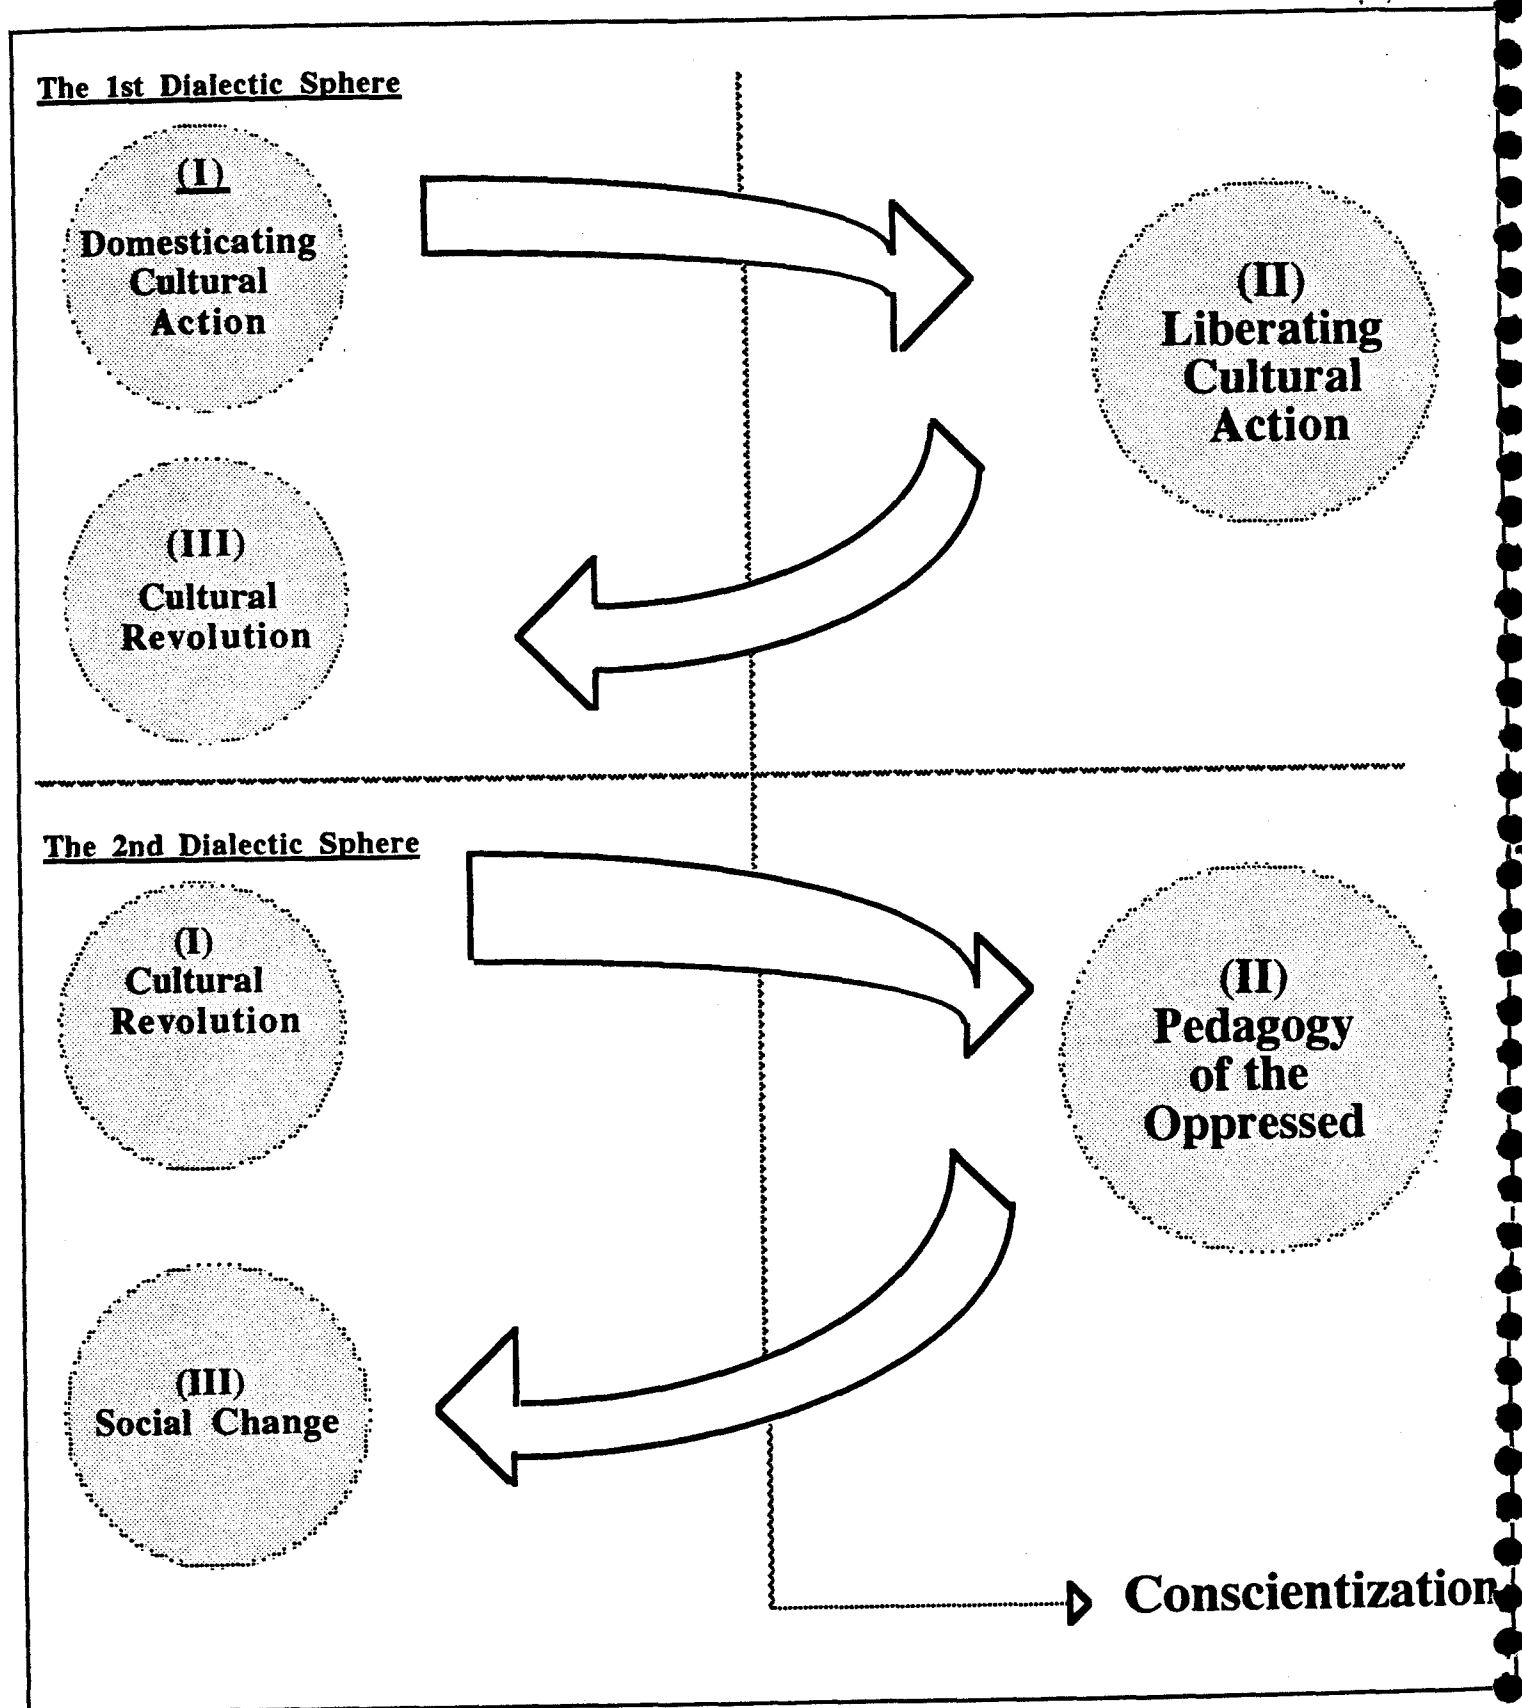 The 1st Dialectic Sphere
(I)
Domesticating
Cultural
Action
(II)
Liberating
Cultural
Action
(III)
Cultural
Revolution
The 2nd Dialectic Sphere
(I)
Cultural
Revolution
(II)
Pedagogy
of the
Oppressed
(III)
Social Change
Conscientization